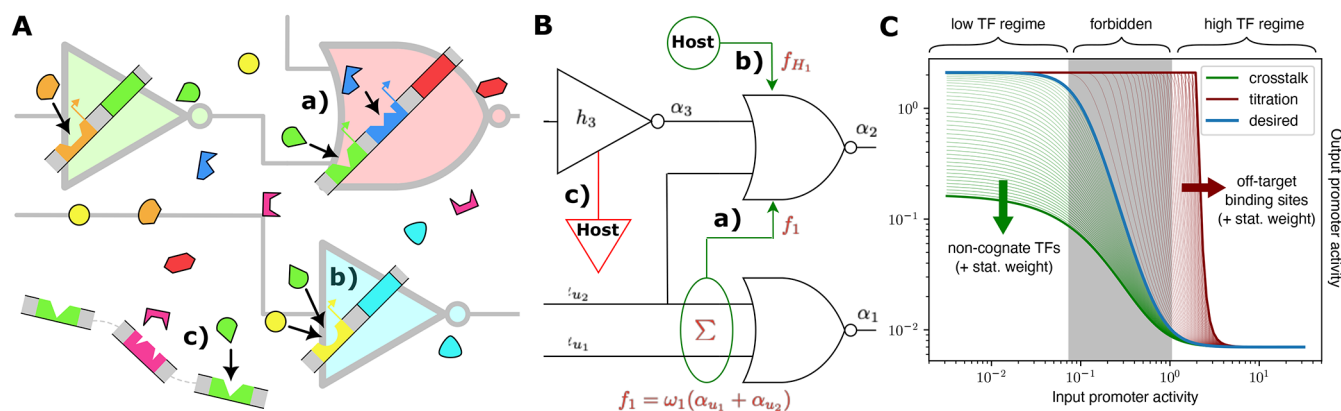 A
a)
b)
c)
B
Host
b)
f_{H_1}
h_3
α_3
α_2
c)
Host
a)
f_1
ι_{u_2}
Σ
α_1
ι_{u_1}
f_1 = ω_1(α_{u_1} + α_{u_2})
C
low TF regime
forbidden
high TF regime
crosstalk
titration
desired
off-target
binding sites
(+ stat. weight)
non-cognate TFs
(+ stat. weight)
10^0
10^{-1}
10^{-2}
10^{-2}
10^{-1}
10^0
10^1
Input promoter activity
Output promoter activity